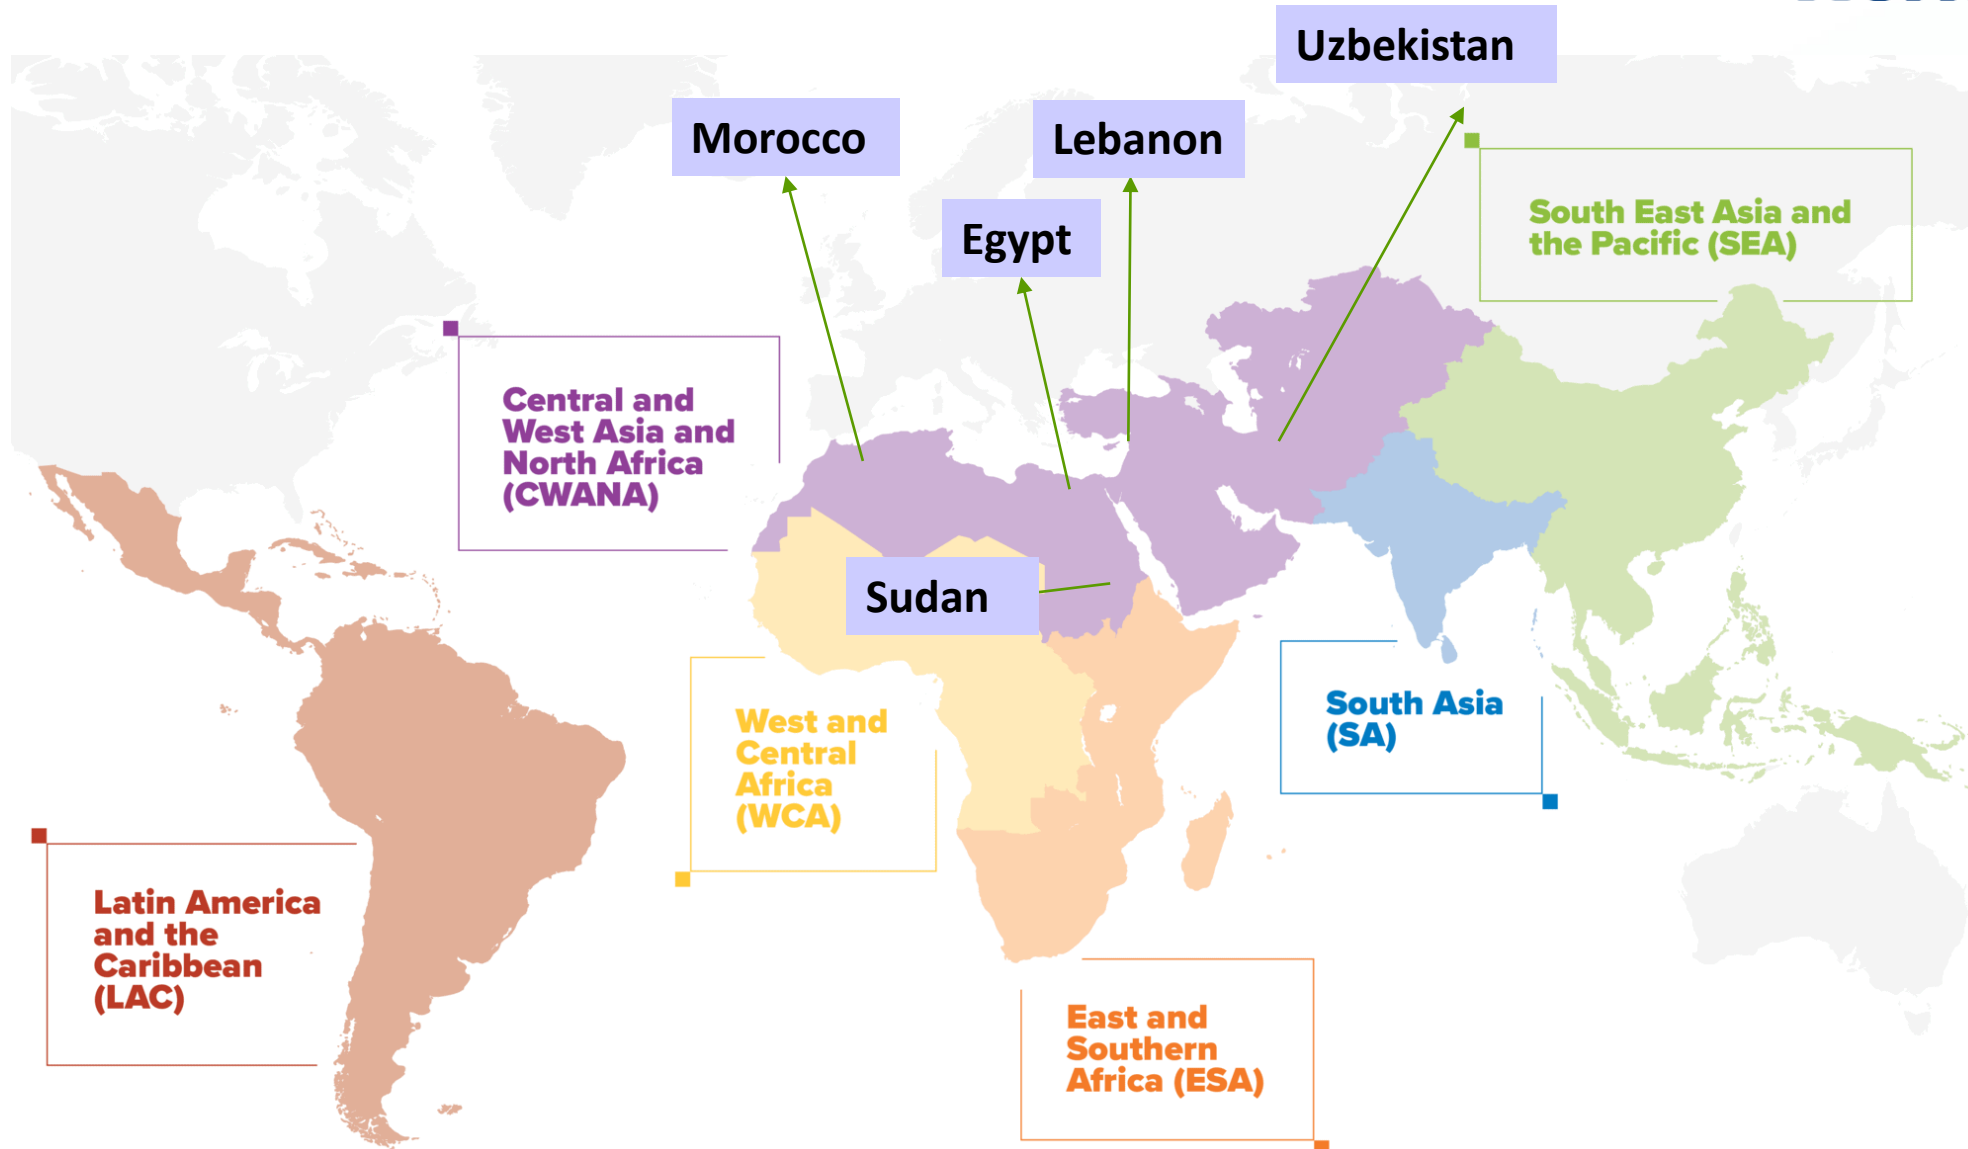 Uzbekistan
Morocco
Lebanon
Egypt
South East Asia and
the Pacific (SEA)
Central and
West Asia and
North Africa
(CWANA)
Sudan
South Asia
(SA)
West and
Central
Africa
(WCA)
Latin America
and the
Caribbean
(LAC)
East and
Southern
Africa (ESA)